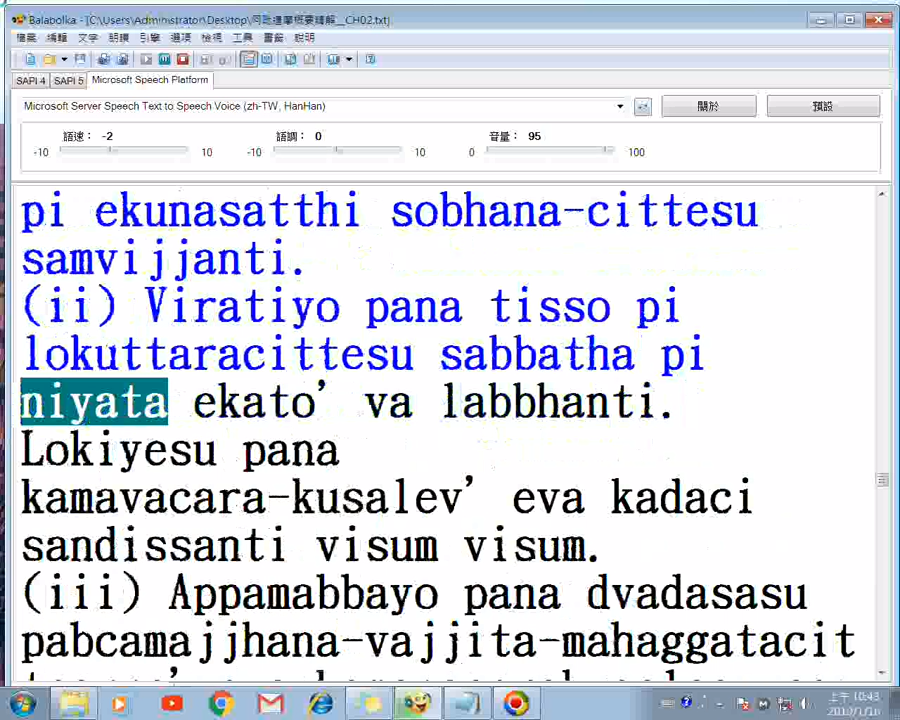 Balabolka - [C:\Users\Administrator\Desktop\阿毗達摩概要精解__CH02.txt]
檔案 編輯 文字 朗讀 引擎 選項 檢視 工具 書籤 說明
SAPI 4 SAPI 5 Microsoft Speech Platform
Microsoft Server Speech Text to Speech Voice (zh-TW, HanHan) 關於 預設
語速： -2 語調： 0 音量： 95
-10 10 -10 10 0 100
pi ekunasatthi sobhana-cittesu
samvijjanti.
(ii) Viratiyo pana tisso pi
lokuttaracittesu sabbatha pi
niyata ekato’ va labbhanti.
Lokiyesu pana
kamavacara-kusalev’ eva kadaci
sandissanti visum visum.
(iii) Appamabbayo pana dvadasasu
pabcamajjhana-vajjita-mahaggatacit
上午 10:43